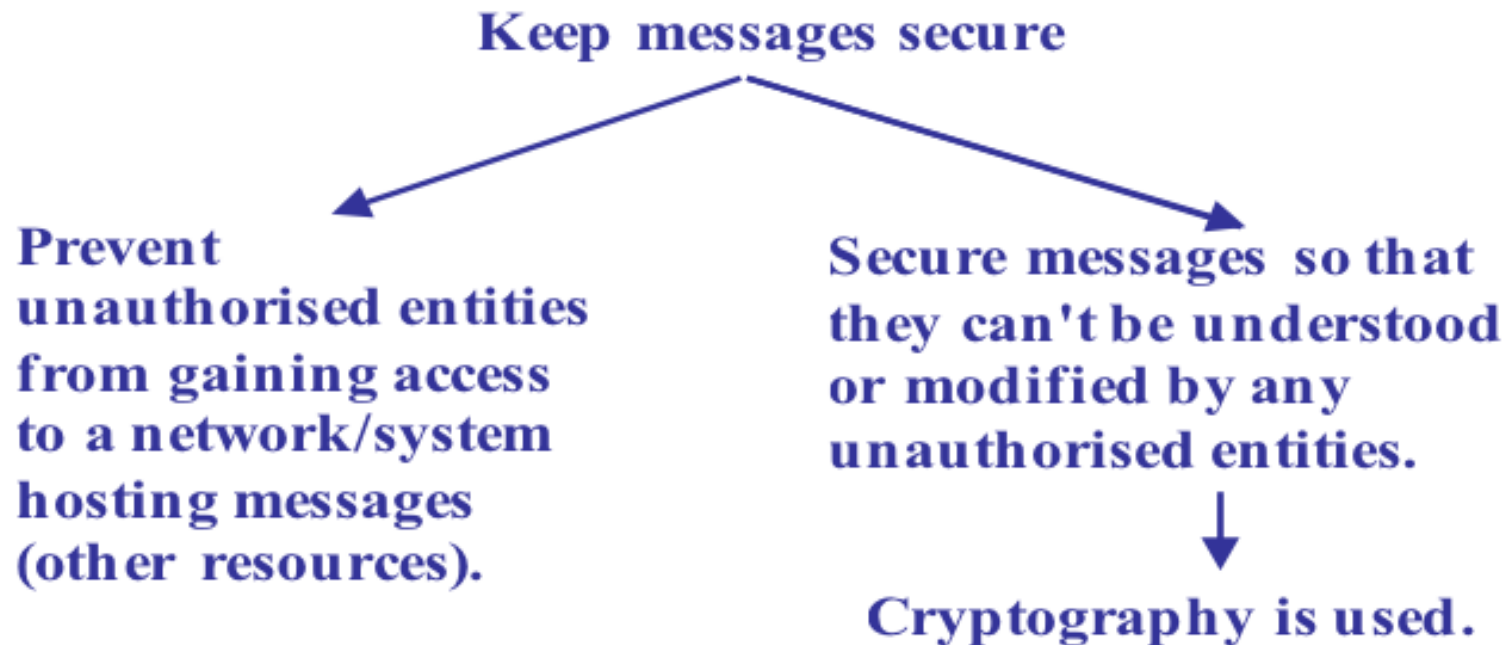 Keep messages secure
Prevent
unauthorised entities
from gaining access
to a network/system
hosting messages
(other resources).
Secure messages so that
they can't be understood
or modified by any
unauthorised entities.
Cryptography is used.